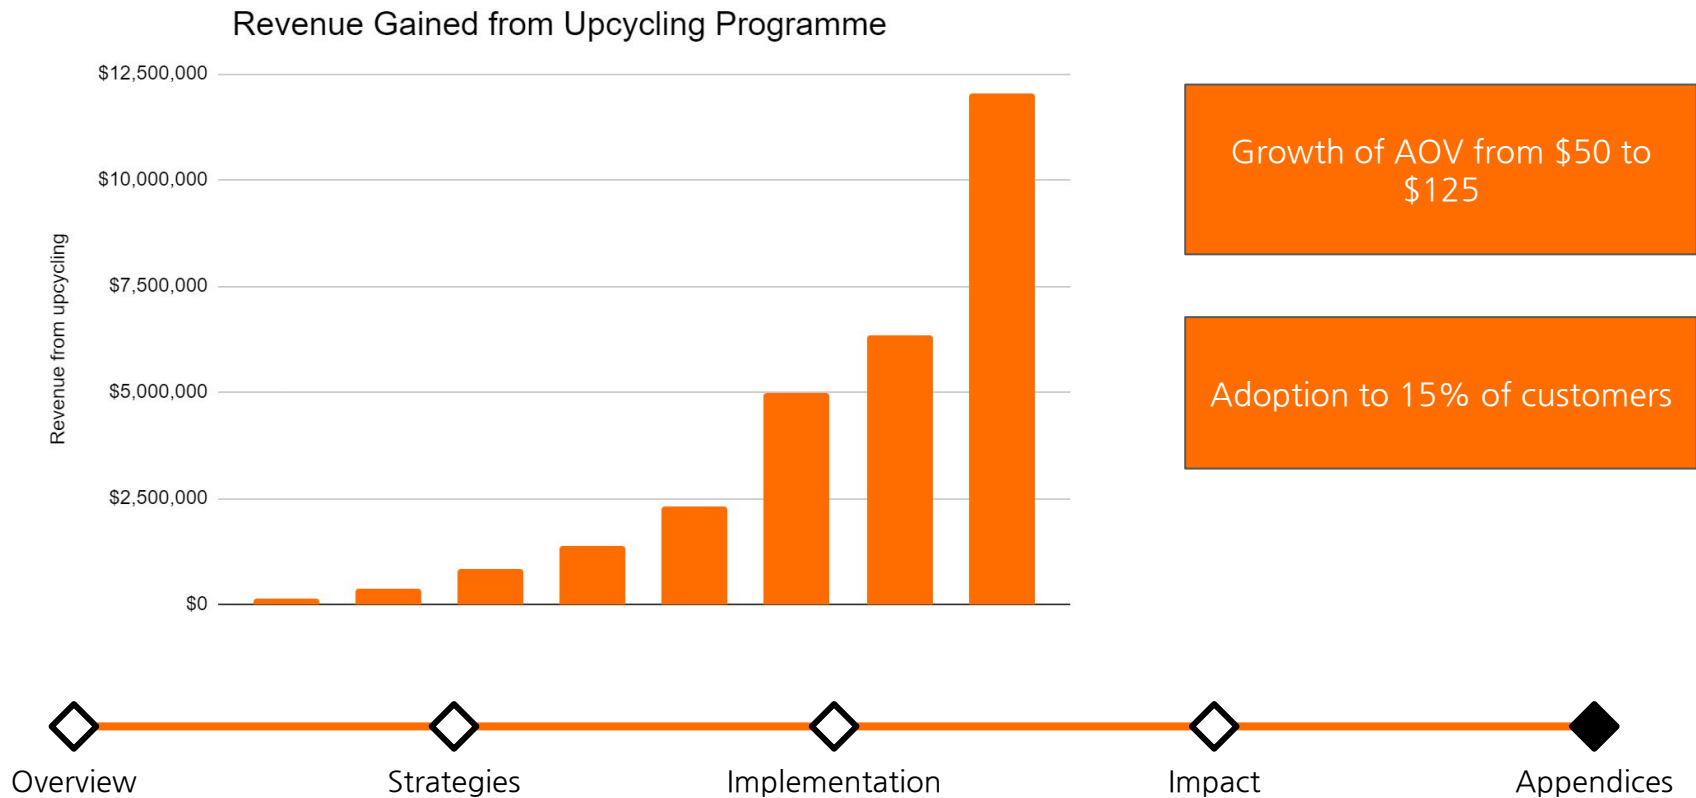 Revenue Gained from Upcycling Programme
$12,500,000
$10,000,000
$7,500,000
$5,000,000
$2,500,000
$0
Revenue from upcycling
Growth of AOV from $50 to
$125
Adoption to 15% of customers
Overview
Strategies
Implementation
Impact
Appendices